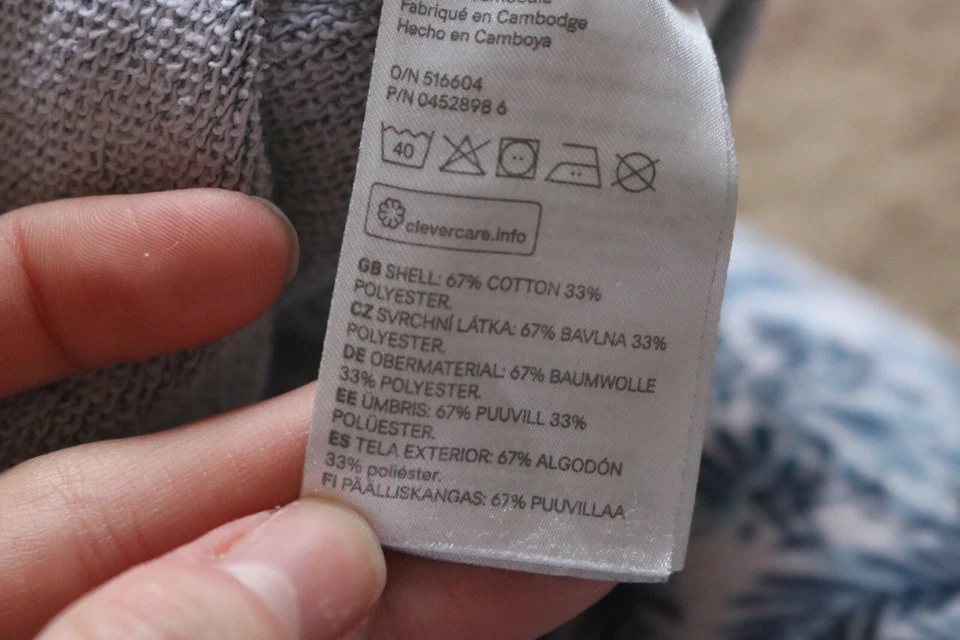 Fabriqué en Cambodge
Hecho en Camboya
O/N 516604
P/N 0452898 6
40
clevercare.info
GB SHELL: 67% COTTON 33%
POLYESTER.
CZ SVRCHNÍ LÁTKA: 67% BAVLNA 33%
POLYESTER.
DE OBERMATERIAL: 67% BAUMWOLLE
33% POLYESTER.
EE ÜMBRIS: 67% PUUVILL 33%
POLÜESTER.
ES TELA EXTERIOR: 67% ALGODÓN
33% poliéster.
FI PÄÄLLISKANGAS: 67% PUUVILLAA